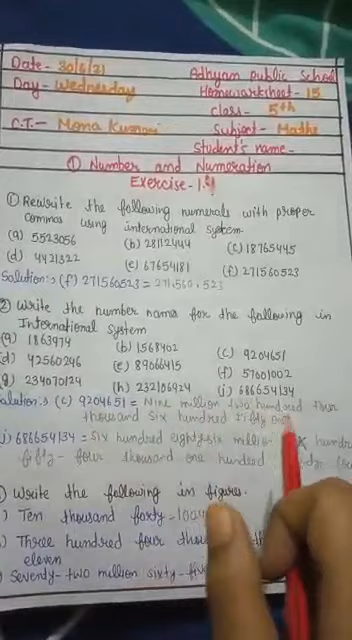 Date - 30/6/21 Adhyan Public School
Day - Wednesday Homeworksheet - 15
Class - 5th
C.T. - Mona Kumari Subject - Maths
Student's name -
① Number and Numeration
Exercise - 1.
① Rewrite the following numerals with proper
commas using international system
(a) 5523056 (b) 28112444 (c) 18765445
(d) 4421322 (e) 67654181 (f) 271560523
Solution:- (f) 271560523 = 271,560,523
② Write the number name for the following in
International system
(a) 1863974 (b) 1568402 (c) 9204651
(d) 42560246 (e) 89066415 (f) 57001002
(g) 234070124 (h) 232106924 (i) 686654134
Solution:- (c) 9204651 = Nine million two hundred four
thousand six hundred fifty one
) 686654134 = Six hundred eighty six million hundr
fifty - four thousand one hundred
) Write the following in figures.
) Ten thousand forty =
) Three hundred four thou
eleven
) Seventy - two million sixty - five